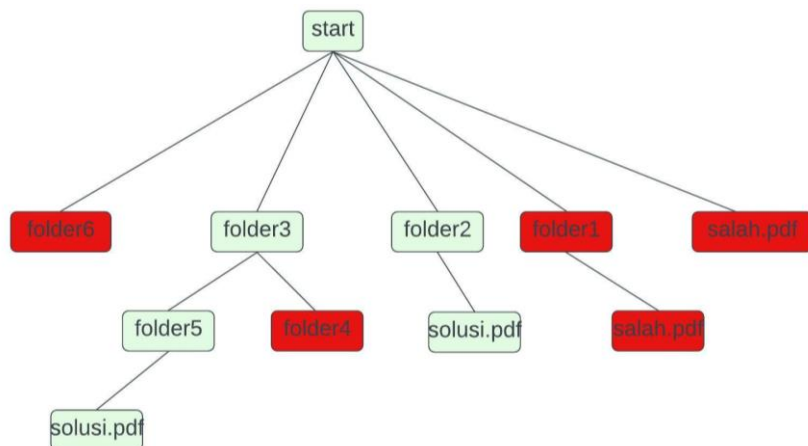 start
folder6
folder3
folder2
folder1
salah.pdf
folder5
folder4
solusi.pdf
salah.pdf
solusi.pdf